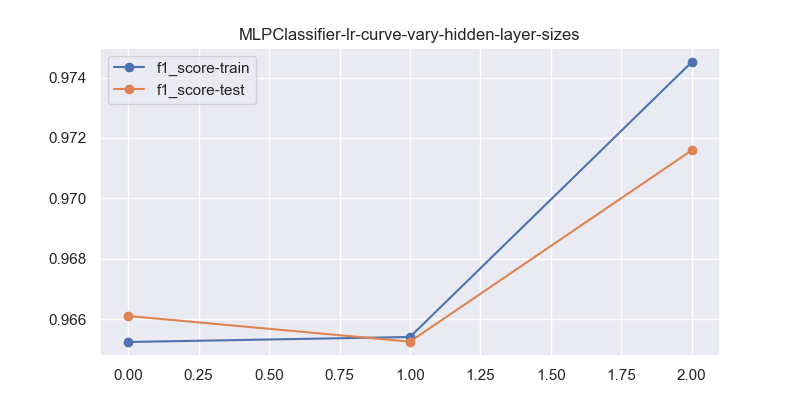 MLPClassifier-lr-curve-vary-hidden-layer-sizes
f1_score-train
f1_score-test
0.974
0.972
0.970
0.968
0.966
0.00 0.25 0.50 0.75 1.00 1.25 1.50 1.75 2.00